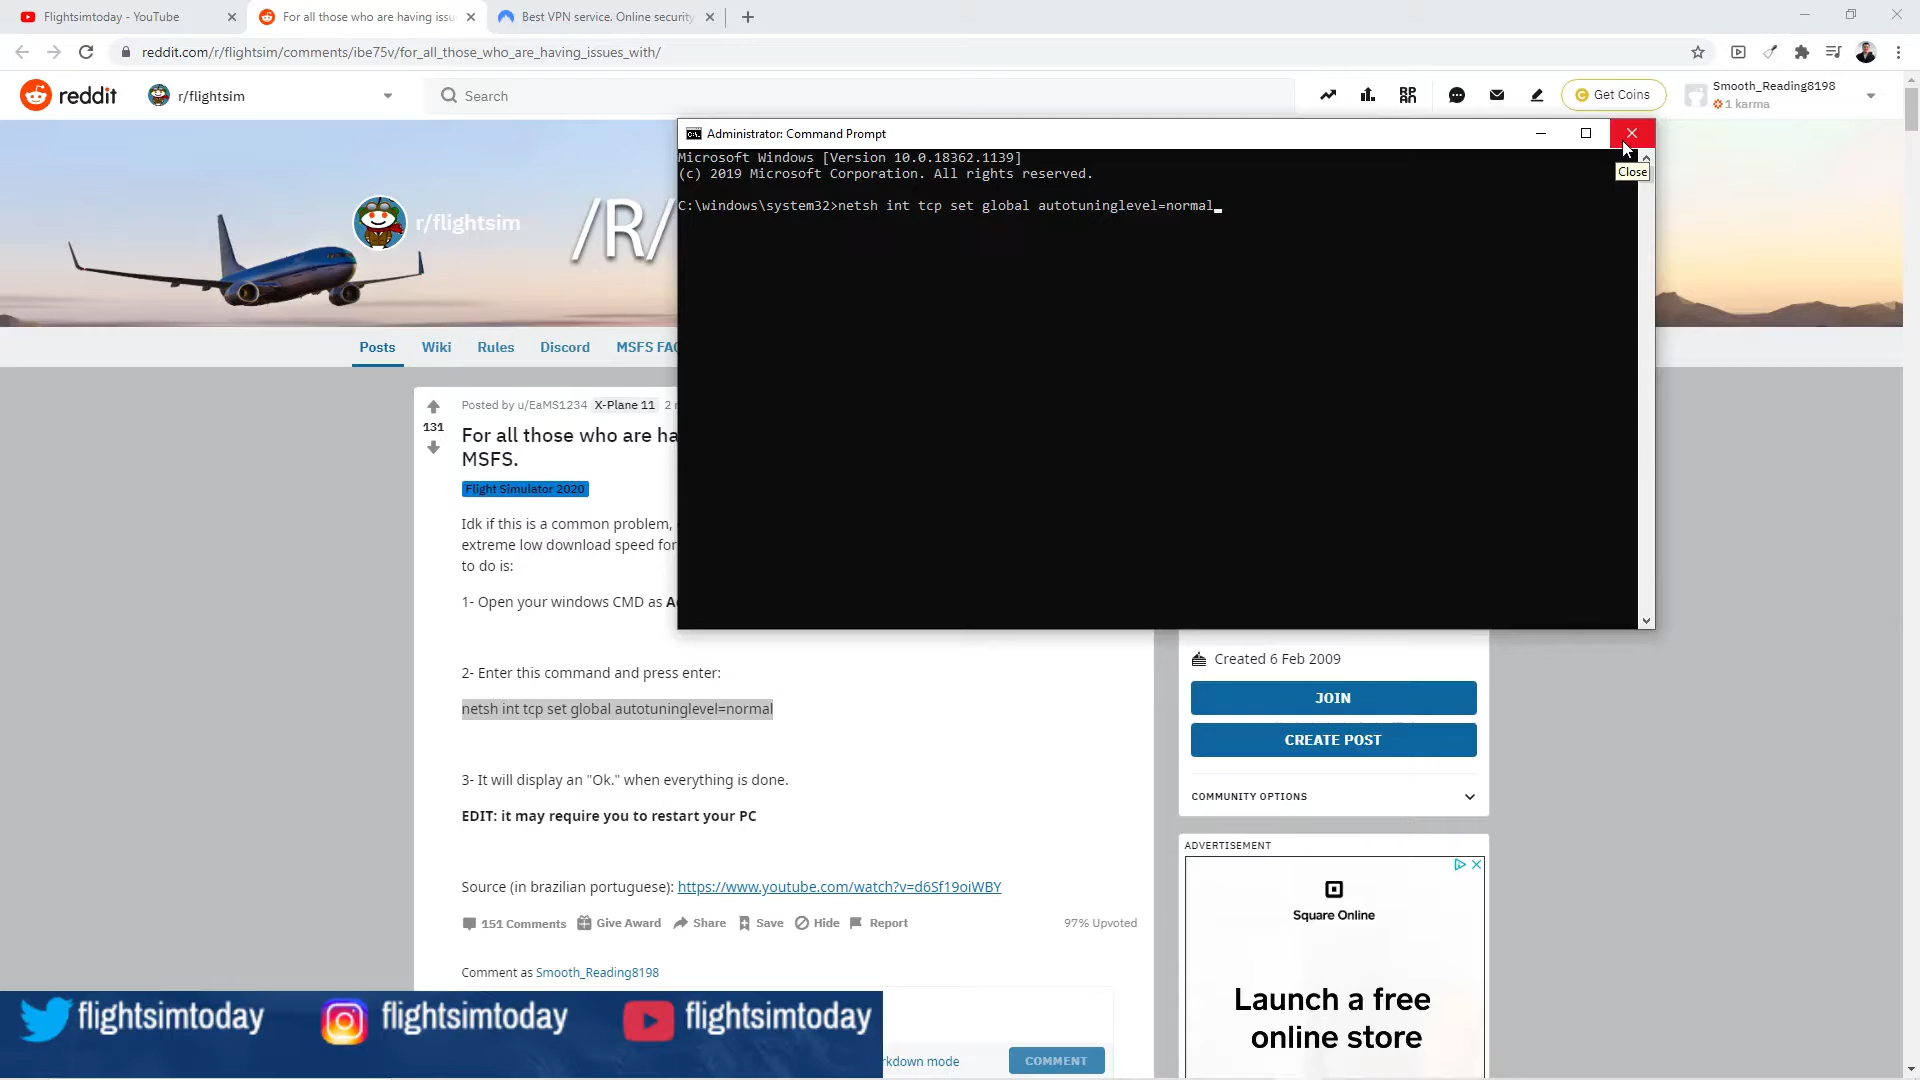 Flightsimtoday - YouTube
For all those who are having issu
Best VPN service. Online security
reddit.com/r/flightsim/comments/ibe75v/for_all_those_who_are_having_issues_with/
reddit
r/flightsim
Search
Get Coins
Smooth_Reading8198
1 karma
Administrator: Command Prompt
Close
Microsoft Windows [Version 10.0.18362.1139]
(c) 2019 Microsoft Corporation. All rights reserved.
C:\windows\system32>netsh int tcp set global autotuninglevel=normal
r/flightsim
/R/
Posts
Wiki
Rules
Discord
MSFS FAQ
Posted by u/EaMS1234 X-Plane 11 2
131
For all those who are ha
MSFS.
Flight Simulator 2020
Idk if this is a common problem,
extreme low download speed for
to do is:
1- Open your windows CMD as
2- Enter this command and press enter:
netsh int tcp set global autotuninglevel=normal
3- It will display an "Ok." when everything is done.
EDIT: it may require you to restart your PC
Source (in brazilian portuguese): https://www.youtube.com/watch?v=d6Sf19oiWBY
151 Comments
Give Award
Share
Save
Hide
Report
97% Upvoted
Comment as Smooth_Reading8198
rkdown mode
COMMENT
Created 6 Feb 2009
JOIN
CREATE POST
COMMUNITY OPTIONS
ADVERTISEMENT
Square Online
Launch a free
online store
flightsimtoday
flightsimtoday
flightsimtoday